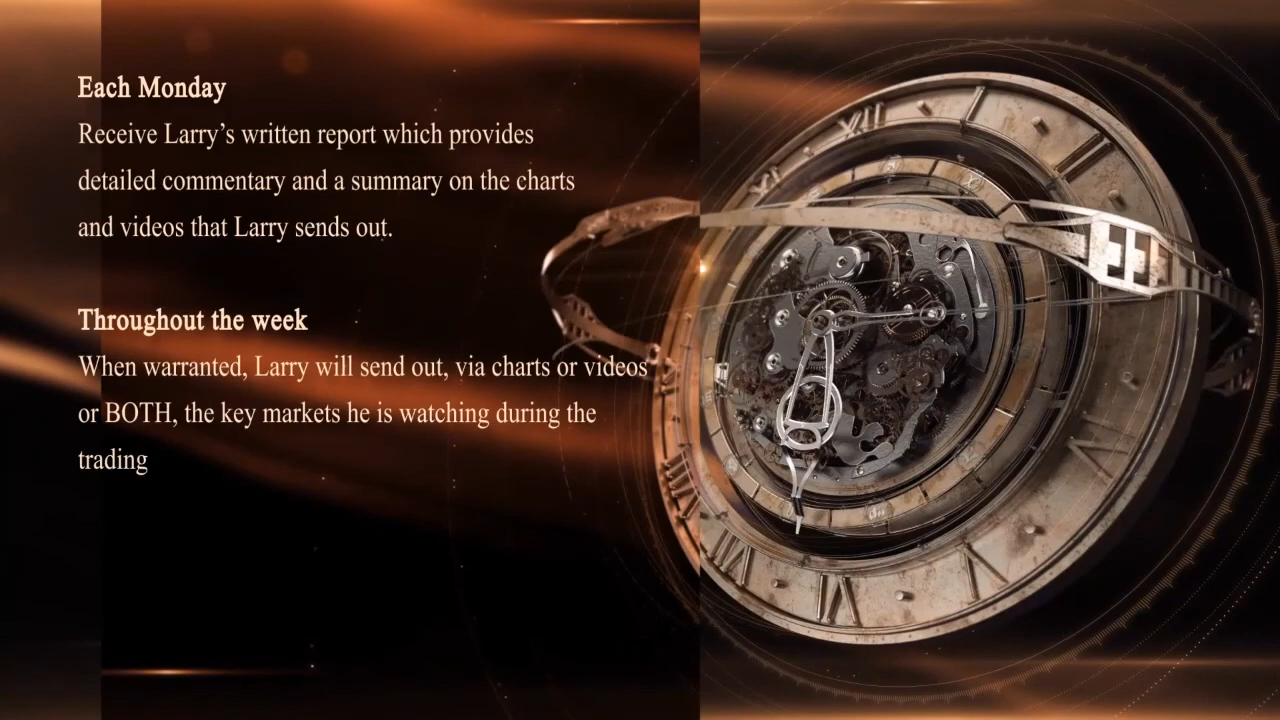 Each Monday
Receive Larry’s written report which provides
detailed commentary and a summary on the charts
and videos that Larry sends out.
Throughout the week
When warranted, Larry will send out, via charts or videos
or BOTH, the key markets he is watching during the
trading
XII
XI